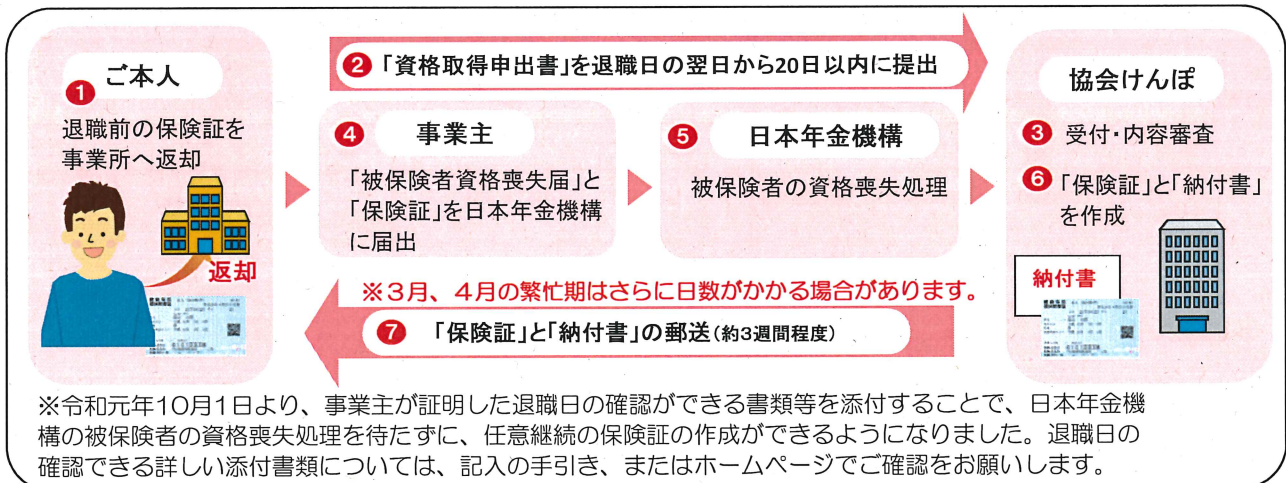 ① ご本人
退職前の保険証を
事業所へ返却
返却
② 「資格取得申出書」を退職日の翌日から20日以内に提出
④ 事業主
「被保険者資格喪失届」と
「保険証」を日本年金機構
に届出
⑤ 日本年金機構
被保険者の資格喪失処理
協会けんぽ
③ 受付・内容審査
⑥ 「保険証」と「納付書」
を作成
納付書
※3月、4月の繁忙期はさらに日数がかかる場合があります。
⑦ 「保険証」と「納付書」の郵送(約3週間程度)
※令和元年10月1日より、事業主が証明した退職日の確認ができる書類等を添付することで、日本年金機
構の被保険者の資格喪失処理を待たずに、任意継続の保険証の作成ができるようになりました。退職日の
確認できる詳しい添付書類については、記入の手引き、またはホームページでご確認をお願いします。